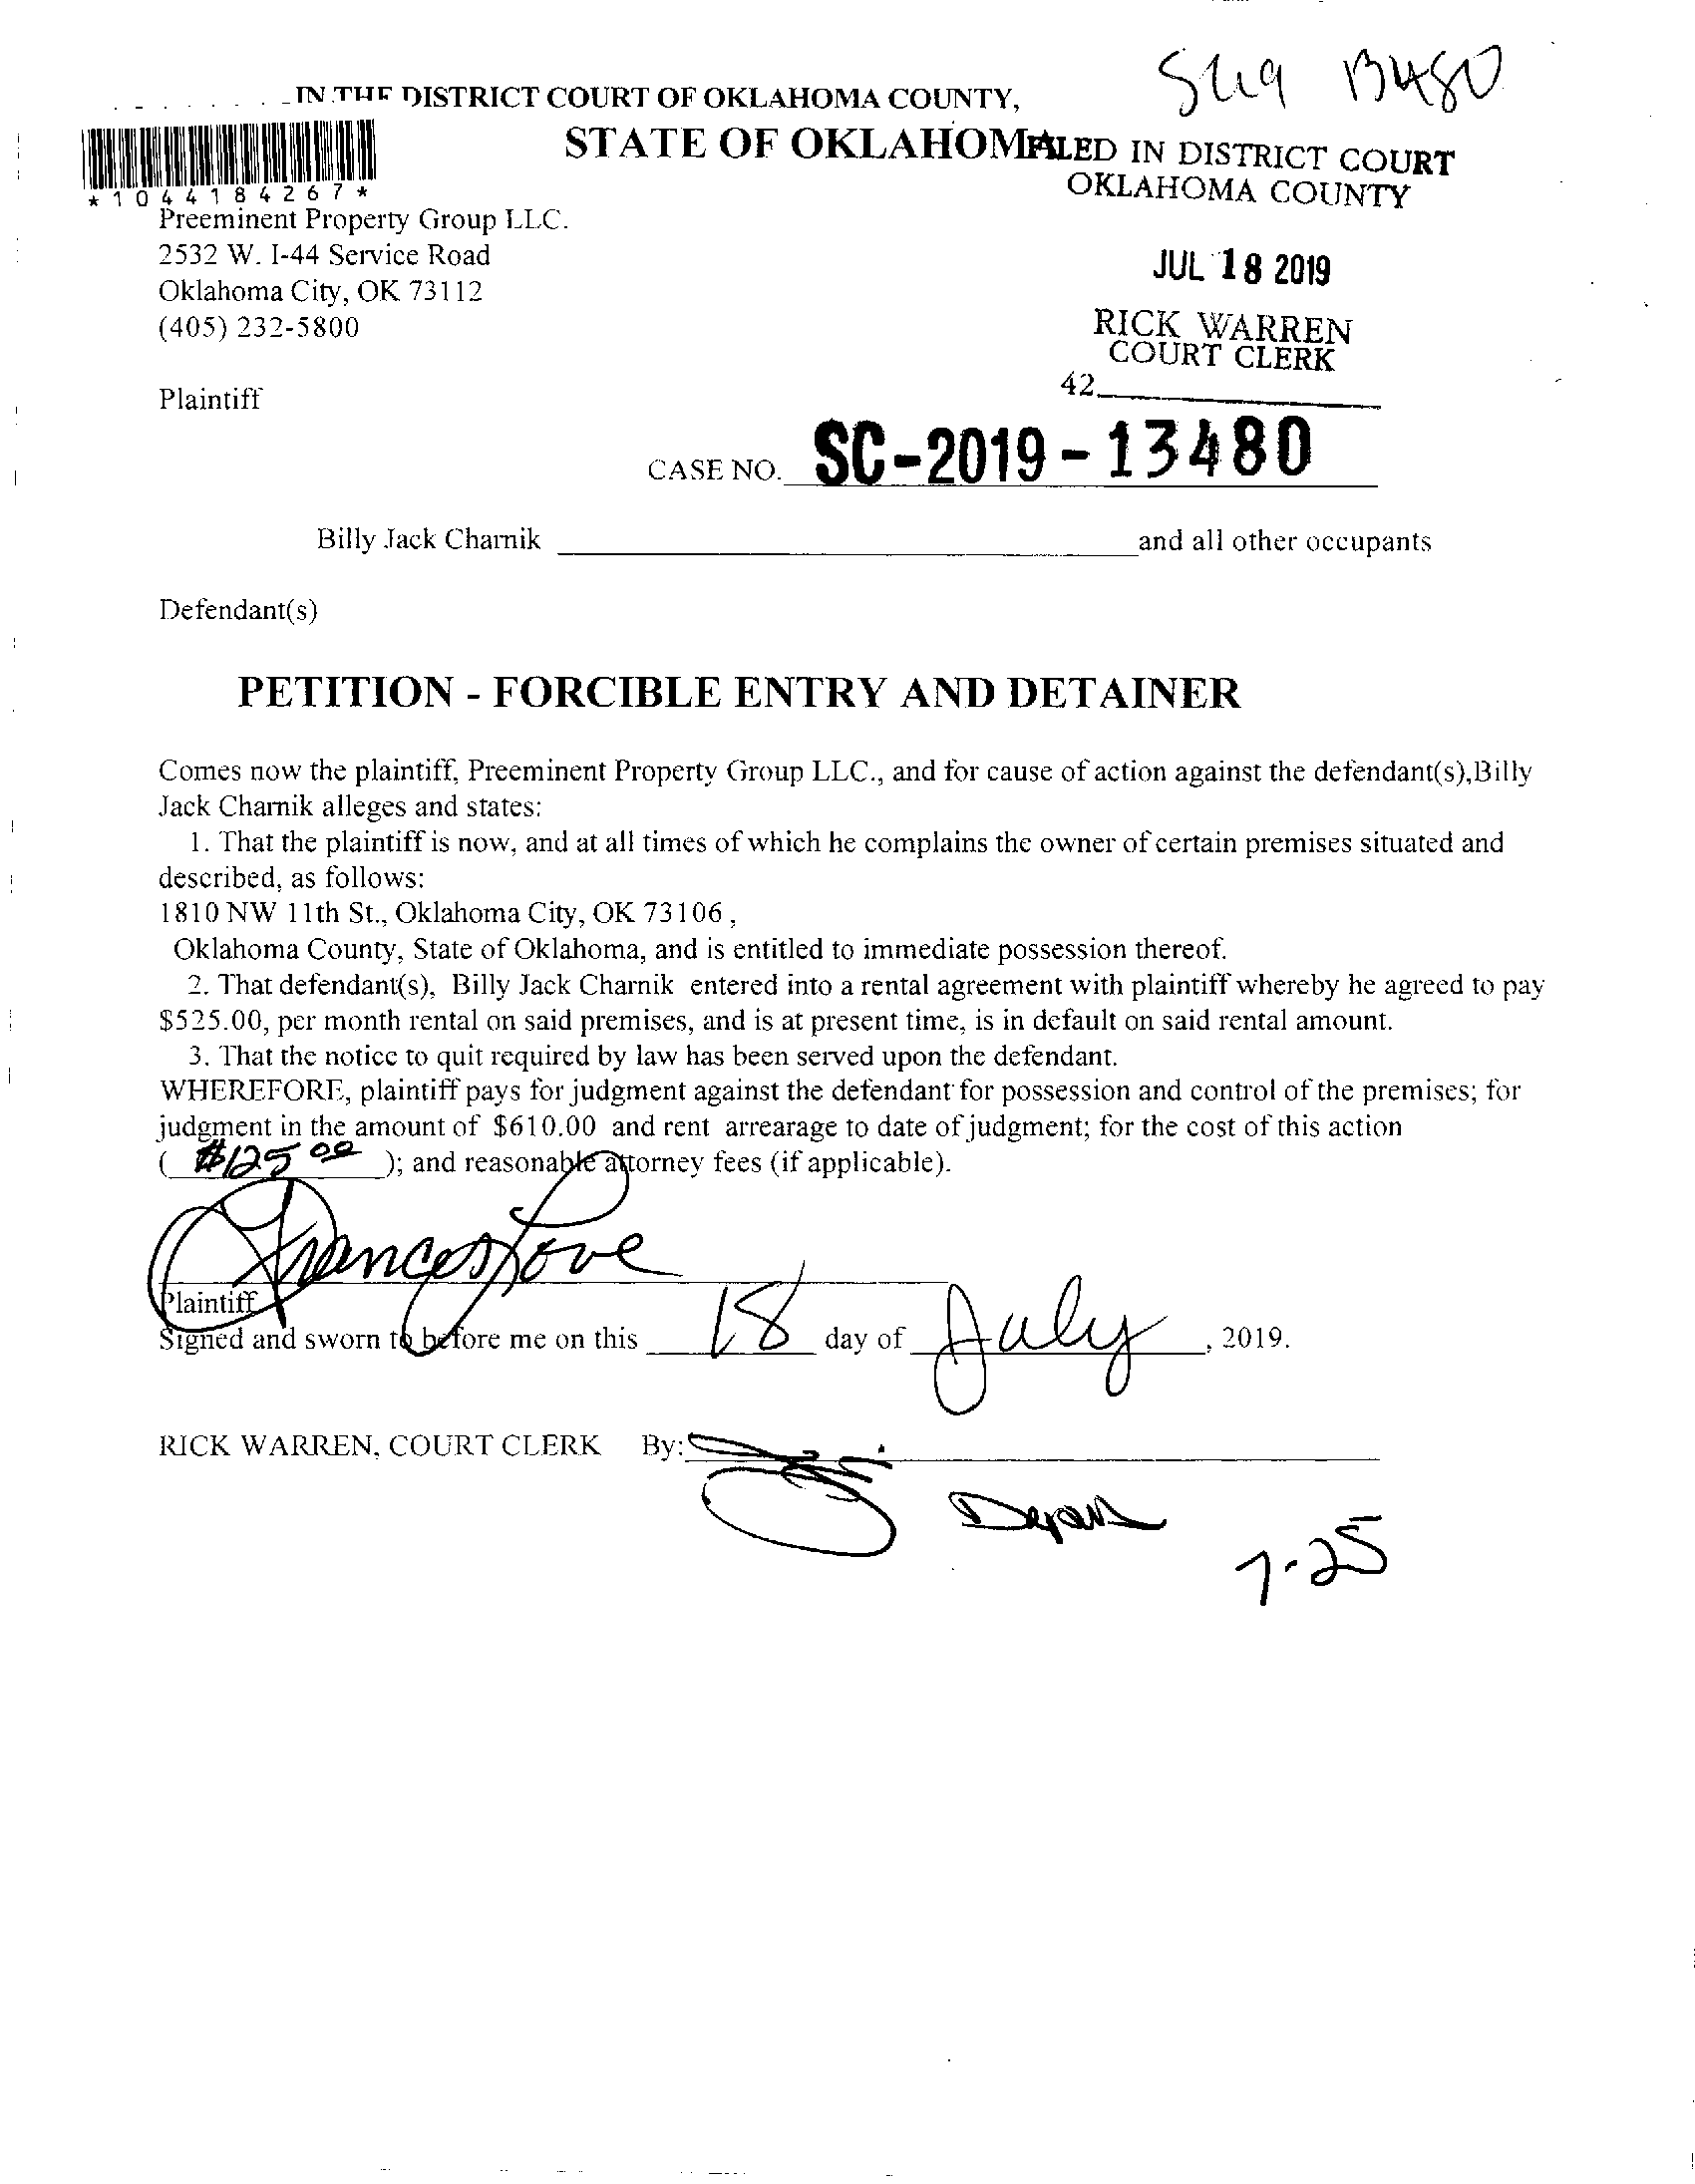 IN THE DISTRICT COURT OF OKLAHOMA COUNTY,
STATE OF OKLAHOMA
FILED IN DISTRICT COURT
OKLAHOMA COUNTY
*1044184267*
Preeminent Property Group LLC.
2532 W. I-44 Service Road
Oklahoma City, OK 73112
(405) 232-5800
JUL 18 2019
RICK WARREN
COURT CLERK
42
Plaintiff
CASE NO. SC-2019-13480
Billy Jack Charnik and all other occupants
Defendant(s)
PETITION - FORCIBLE ENTRY AND DETAINER
Comes now the plaintiff, Preeminent Property Group LLC., and for cause of action against the defendant(s),Billy
Jack Charnik alleges and states:
1. That the plaintiff is now, and at all times of which he complains the owner of certain premises situated and
described, as follows:
1810 NW 11th St., Oklahoma City, OK 73106 ,
Oklahoma County, State of Oklahoma, and is entitled to immediate possession thereof.
2. That defendant(s), Billy Jack Charnik entered into a rental agreement with plaintiff whereby he agreed to pay
$525.00, per month rental on said premises, and is at present time, is in default on said rental amount.
3. That the notice to quit required by law has been served upon the defendant.
WHEREFORE, plaintiff pays for judgment against the defendant for possession and control of the premises; for
judgment in the amount of $610.00 and rent arrearage to date of judgment; for the cost of this action
( $125 00 ); and reasonable attorney fees (if applicable).
Frances Love
Plaintiff
Signed and sworn to before me on this 18 day of July, 2019.
RICK WARREN, COURT CLERK By:
7-25